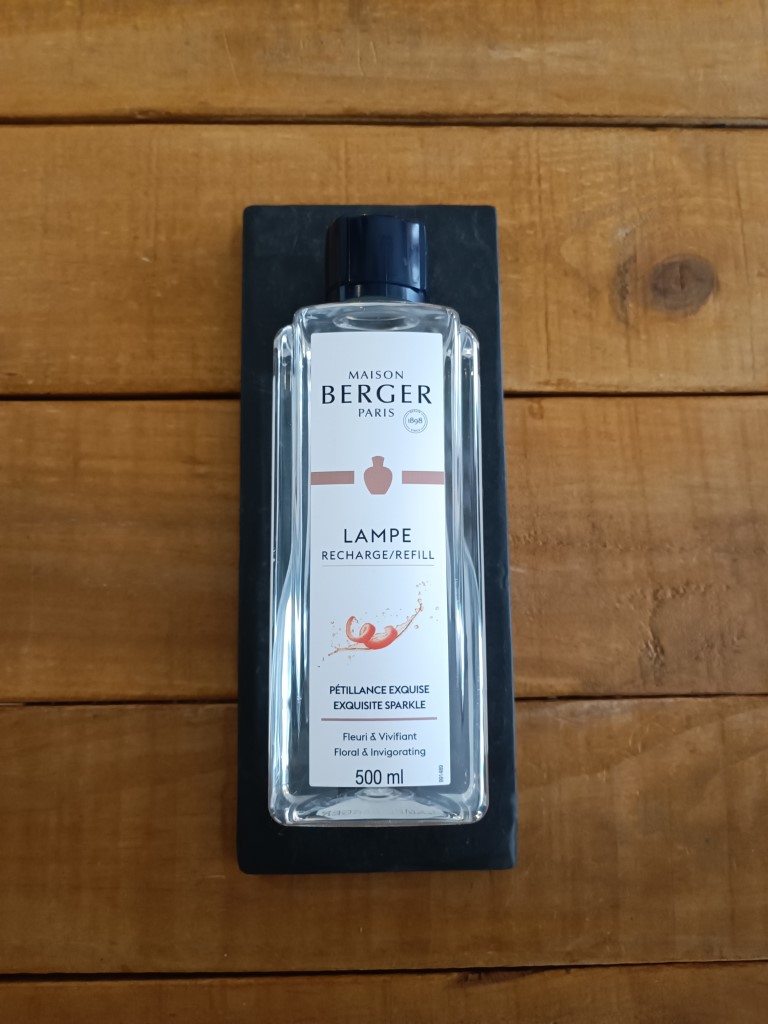 MAISON
BERGER
PARIS
1898
LAMPE
RECHARGE/REFILL
PÉTILLANCE EXQUISE
EXQUISITE SPARKLE
Fleuri & Vivifiant
Floral & Invigorating
500 ml